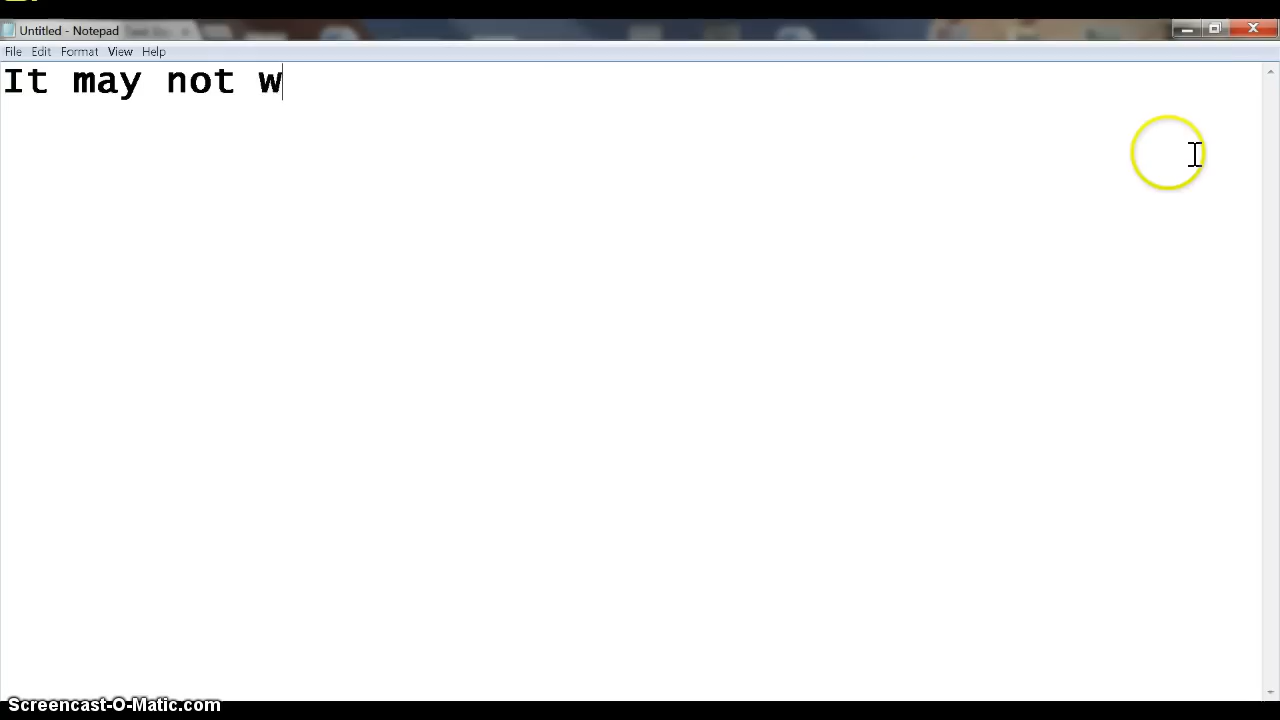 Untitled - Notepad
File Edit Format View Help
It may not w
Screencast-O-Matic.com